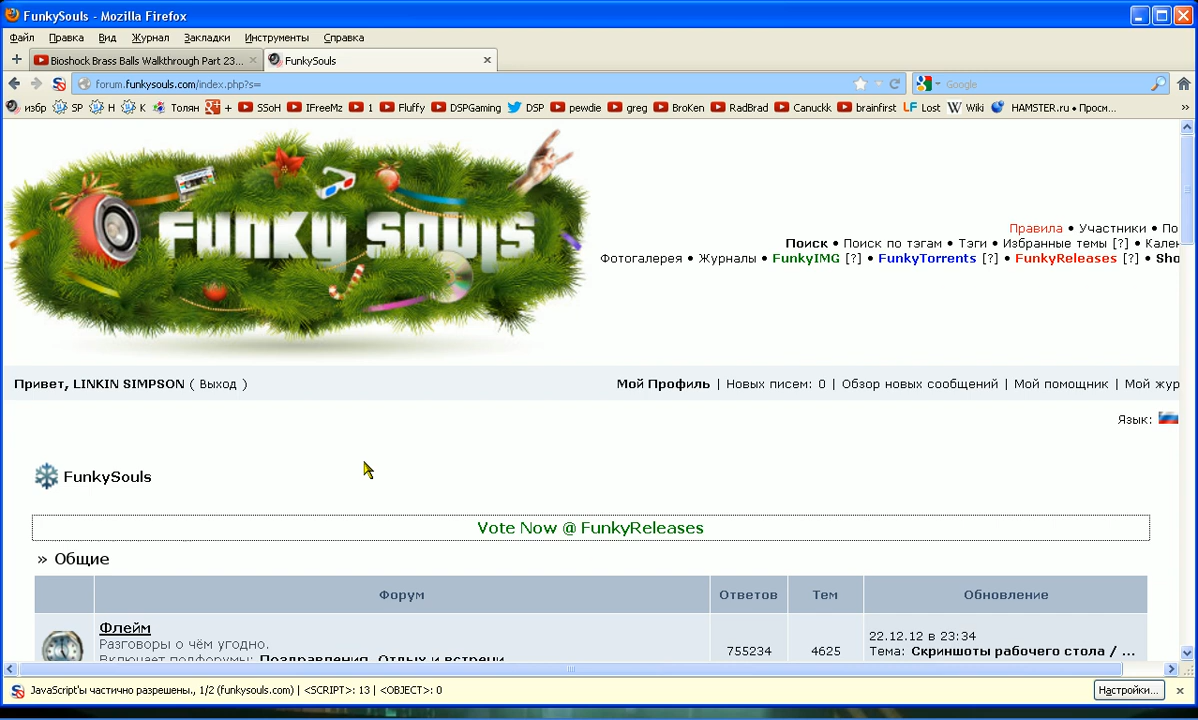 FunkySouls - Mozilla Firefox
Файл Правка Вид Журнал Закладки Инструменты Справка
Bioshock Brass Balls Walkthrough Part 23... FunkySouls
forum.funkysouls.com/index.php?s= Google
избр SP Н К Толян + SSoH IFreeMz 1 Fluffy DSPGaming DSP pewdie greg BroKen RadBrad Canuckk brainfirst Lost Wiki HAMSTER.ru • Просм...
FUNKY SOULS
Правила • Участники • По
Поиск • Поиск по тэгам • Тэги • Избранные темы [?] • Кале
Фотогалерея • Журналы • FunkyIMG [?] • FunkyTorrents [?] • FunkyReleases [?] • Sho
Привет, LINKIN SIMPSON ( Выход ) Мой Профиль | Новых писем: 0 | Обзор новых сообщений | Мой помощник | Мой жур
Язык:
FunkySouls
Vote Now @ FunkyReleases
» Общие
Форум Ответов Тем Обновление
Флейм
Разговоры о чём угодно.
22.12.12 в 23:34
755234 4625 Тема: Скриншоты рабочего стола / ...
Включает подфорумы: Поздравления, Отдых и встречи
JavaScript'ы частично разрешены., 1/2 (funkysouls.com) | <SCRIPT>: 13 | <OBJECT>: 0 Настройки...